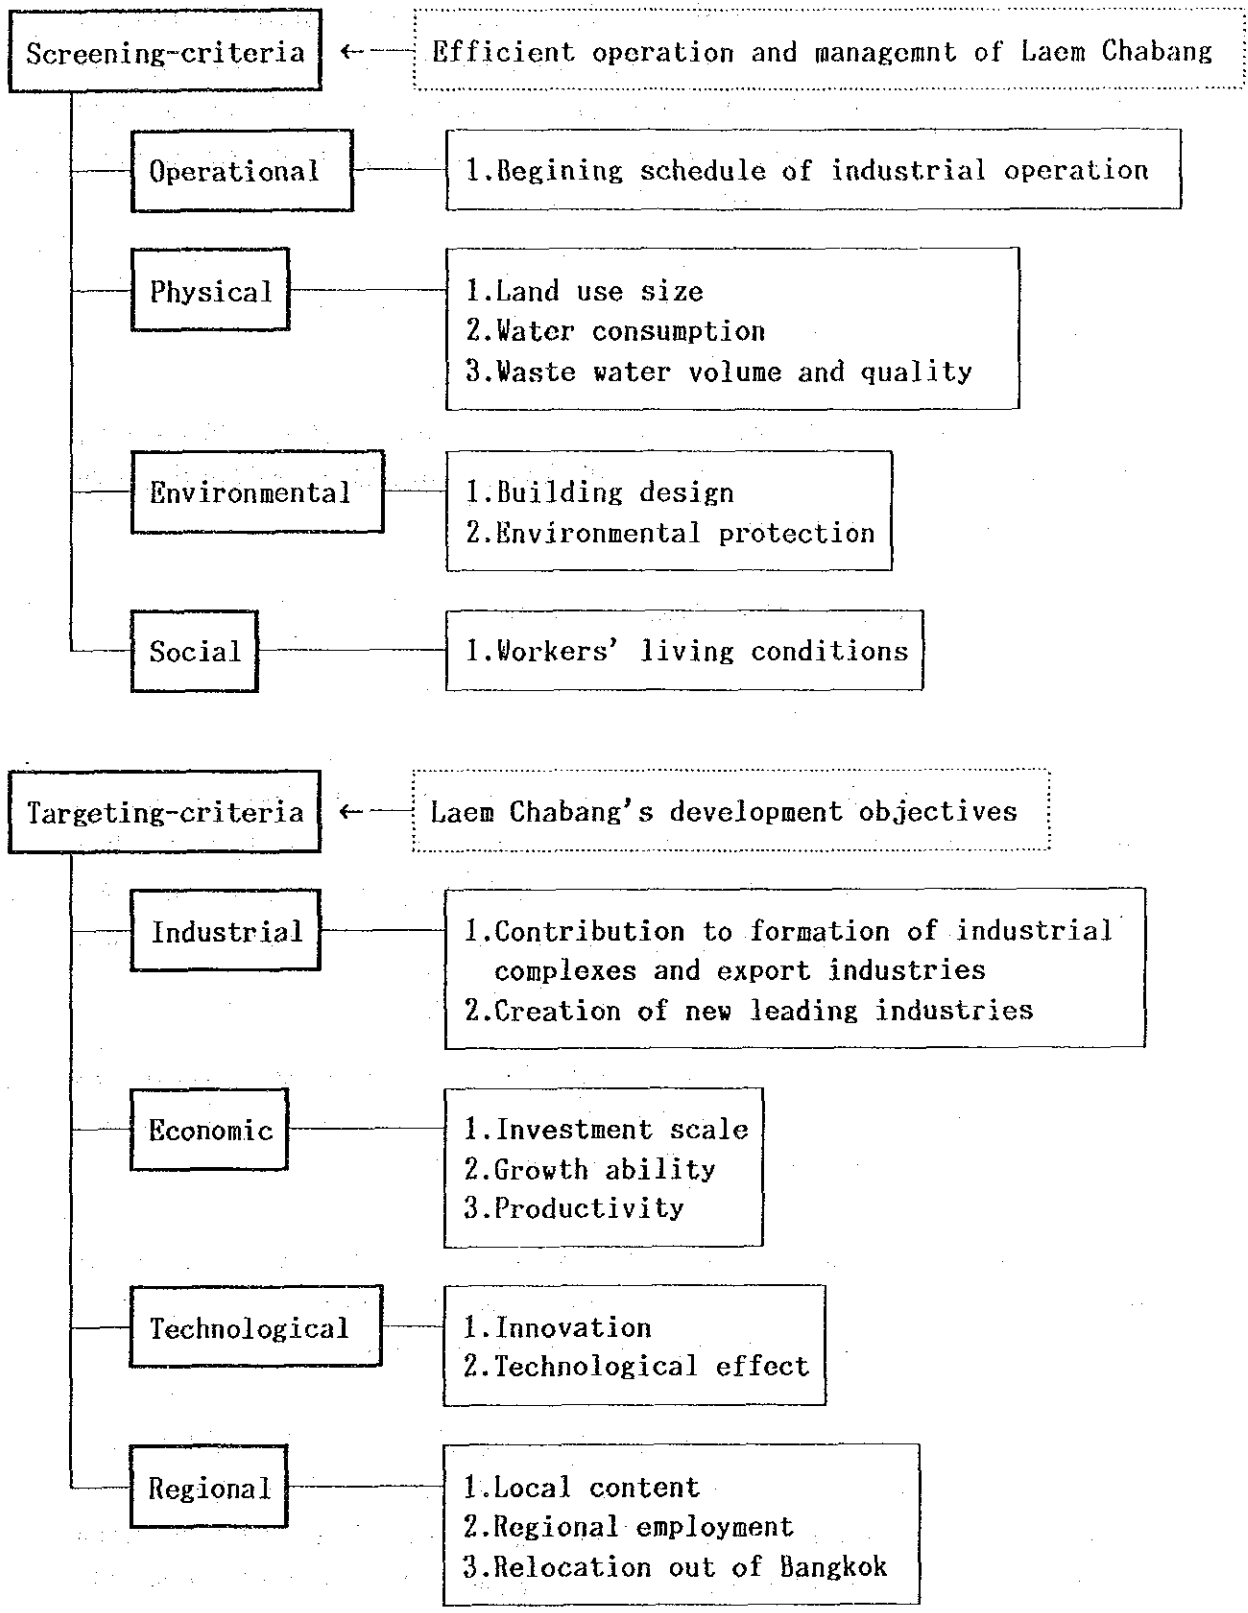 Screening-criteria ← Efficient operation and managemnt of Laem Chabang
Operational 1.Begining schedule of industrial operation
Physical 1.Land use size
2.Water consumption
3.Waste water volume and quality
Environmental 1.Building design
2.Environmental protection
Social 1.Workers' living conditions
Targeting-criteria ← Laem Chabang's development objectives
Industrial 1.Contribution to formation of industrial
complexes and export industries
2.Creation of new leading industries
Economic 1.Investment scale
2.Growth ability
3.Productivity
Technological 1.Innovation
2.Technological effect
Regional 1.Local content
2.Regional employment
3.Relocation out of Bangkok